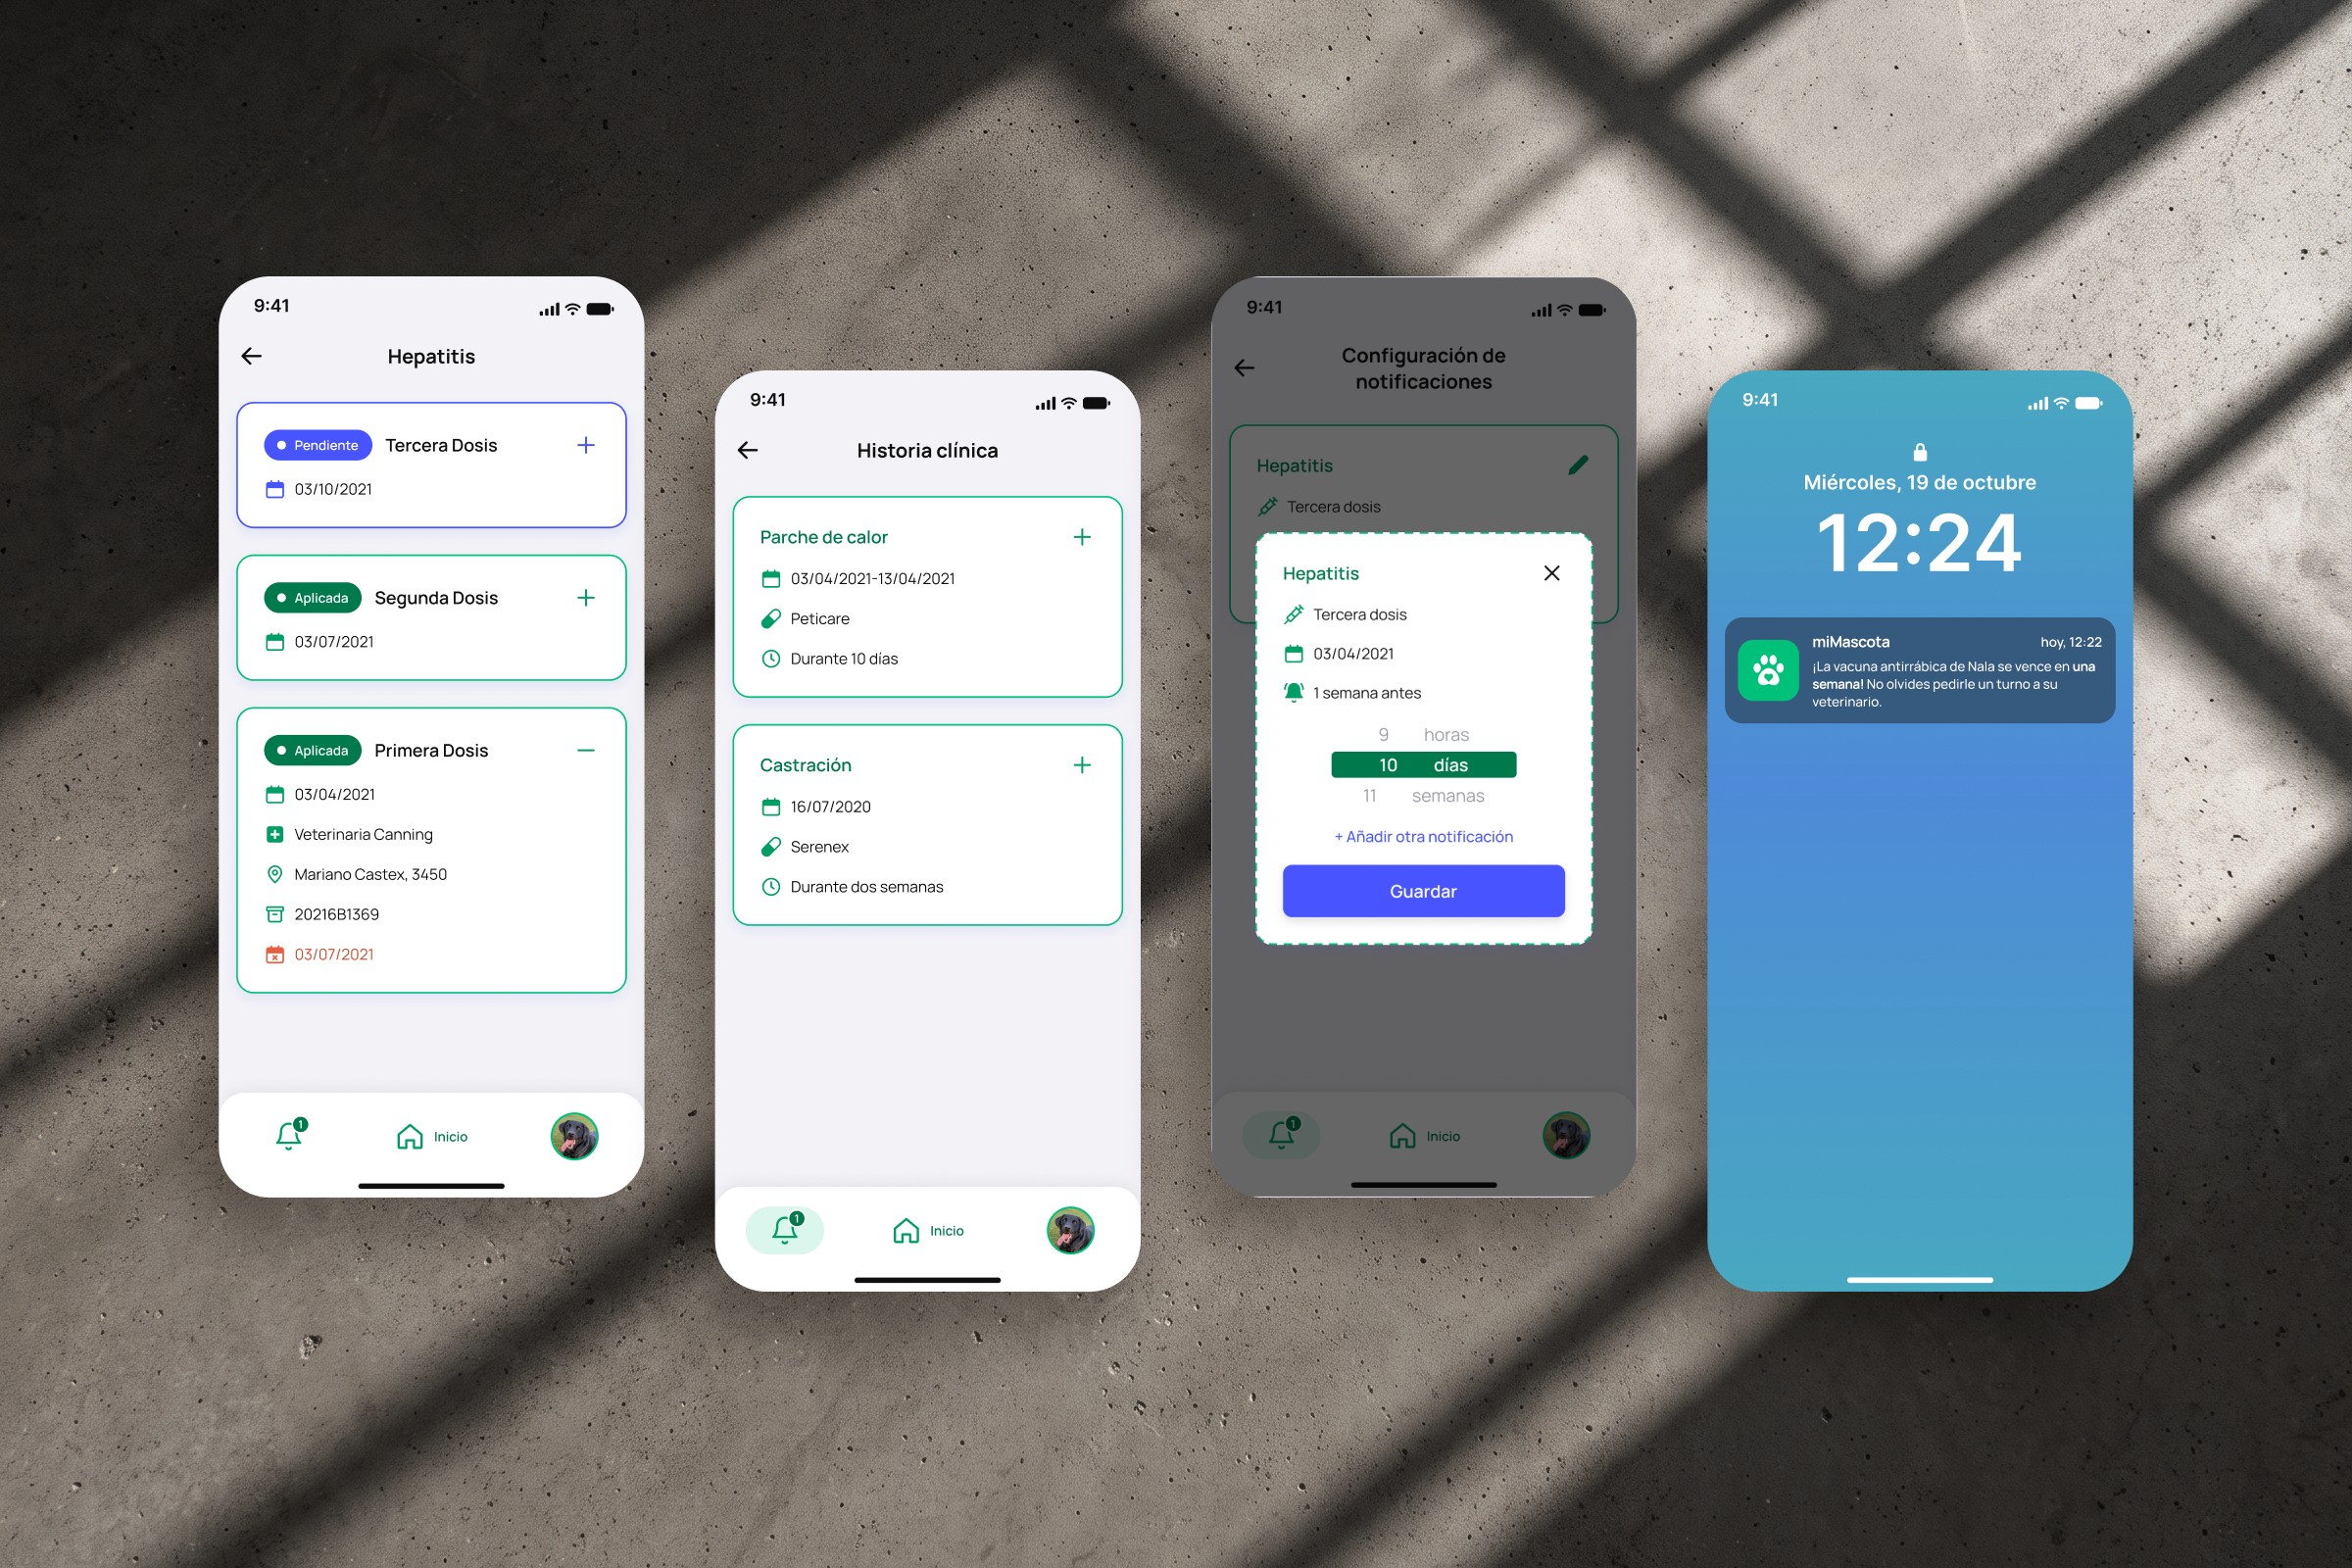 9:41
Hepatitis
Pendiente Tercera Dosis
03/10/2021
Aplicada Segunda Dosis
03/07/2021
Aplicada Primera Dosis
03/04/2021
Veterinaria Canning
Mariano Castex, 3450
20216B1369
03/07/2021
1
Inicio
9:41
Historia clínica
Parche de calor
03/04/2021-13/04/2021
Peticare
Durante 10 días
Castración
16/07/2020
Serenex
Durante dos semanas
1
Inicio
9:41
Configuración de
notificaciones
Hepatitis
Tercera dosis
Hepatitis
Tercera dosis
03/04/2021
1 semana antes
9 horas
10 días
11 semanas
+ Añadir otra notificación
Guardar
1
Inicio
9:41
Miércoles, 19 de octubre
12:24
miMascota hoy, 12:22
¡La vacuna antirrábica de Nala se vence en una
semana! No olvides pedirle un turno a su
veterinario.